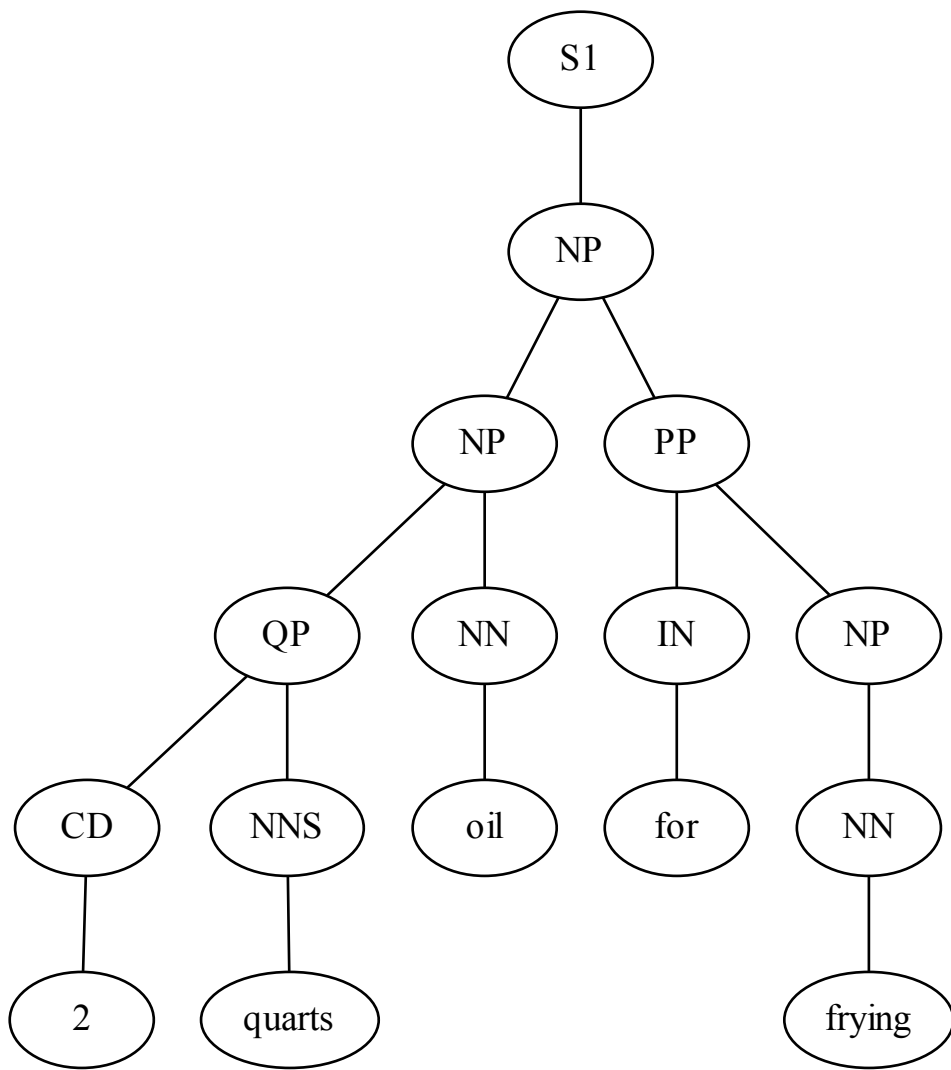 S1
NP
NP PP
QP NN IN NP
CD NNS oil for NN
2 quarts frying